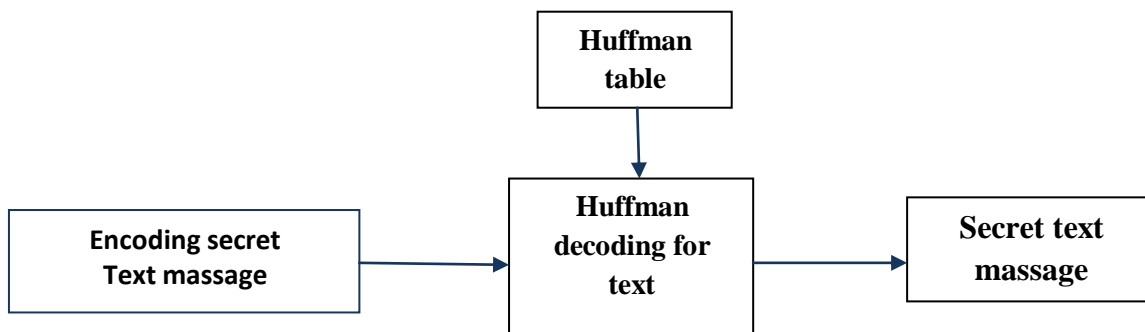 Huffman
table
Encoding secret
Text massage
Huffman
decoding for
text
Secret text
massage